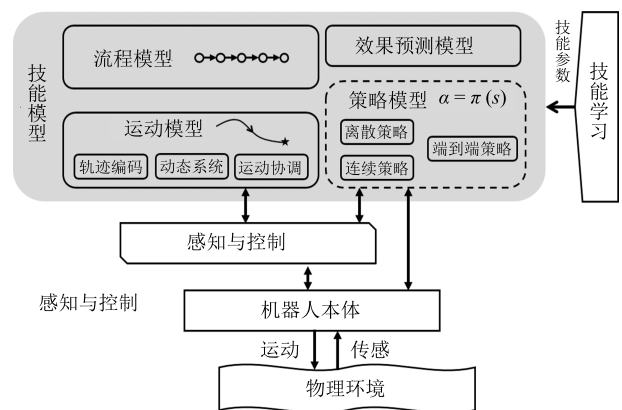 技能模型
流程模型
效果预测模型
策略模型 α = π (s)
离散策略
端到端策略
连续策略
运动模型
轨迹编码
动态系统
运动协调
技能参数
技能学习
感知与控制
感知与控制
机器人本体
运动
传感
物理环境